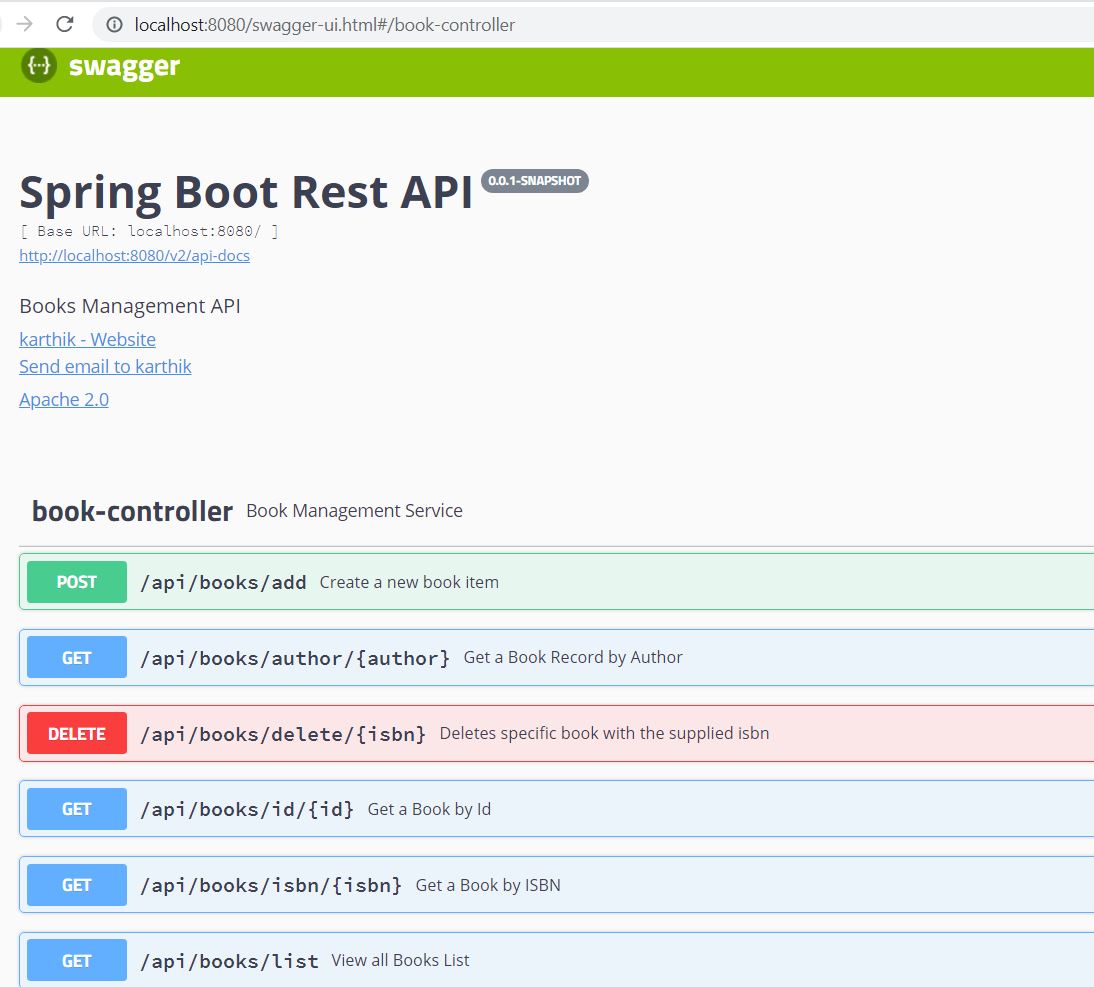 localhost:8080/swagger-ui.html#/book-controller
{···} swagger
Spring Boot Rest API 0.0.1-SNAPSHOT
[ Base URL: localhost:8080/ ]
http://localhost:8080/v2/api-docs
Books Management API
karthik - Website
Send email to karthik
Apache 2.0
book-controller Book Management Service
POST /api/books/add Create a new book item
GET /api/books/author/{author} Get a Book Record by Author
DELETE /api/books/delete/{isbn} Deletes specific book with the supplied isbn
GET /api/books/id/{id} Get a Book by Id
GET /api/books/isbn/{isbn} Get a Book by ISBN
GET /api/books/list View all Books List